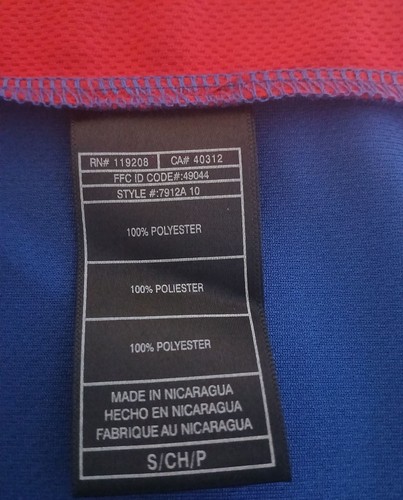 RN# 119208 CA# 40312
FFC ID CODE#:49044
STYLE #:7912A 10
100% POLYESTER
100% POLIESTER
100% POLYESTER
MADE IN NICARAGUA
HECHO EN NICARAGUA
FABRIQUE AU NICARAGUA
S/CH/P